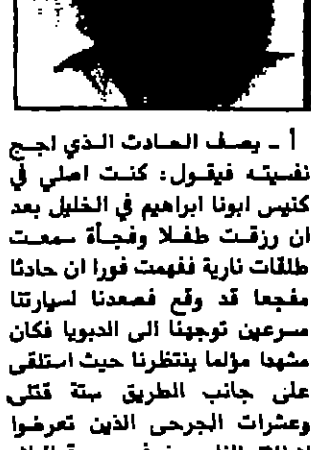 أ ـ يصف الحادث الذي اجج
نفسيته فيقول: كنت اصلي في
كنيس ابونا ابراهيم في الخليل بعد
ان رزقت طفلا وفجأة سمعت
طلقات نارية ففهمت فورا ان حادثا
مفجعا قد وقع فصعدنا لسيارتنا
مسرعين توجهنا الى الدبويا فكان
مشهدا مؤلما ينتظرنا حيث استلقى
على جانب الطريق ستة قتلى
وعشرات الجرحى الذين تعرضوا